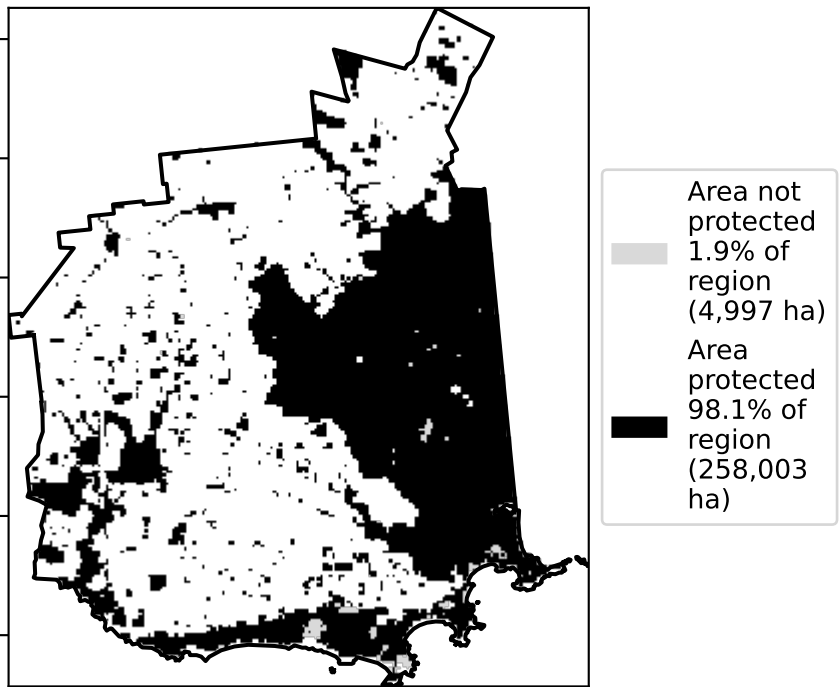 Area not
protected
1.9% of
region
(4,997 ha)
Area
protected
98.1% of
region
(258,003
ha)